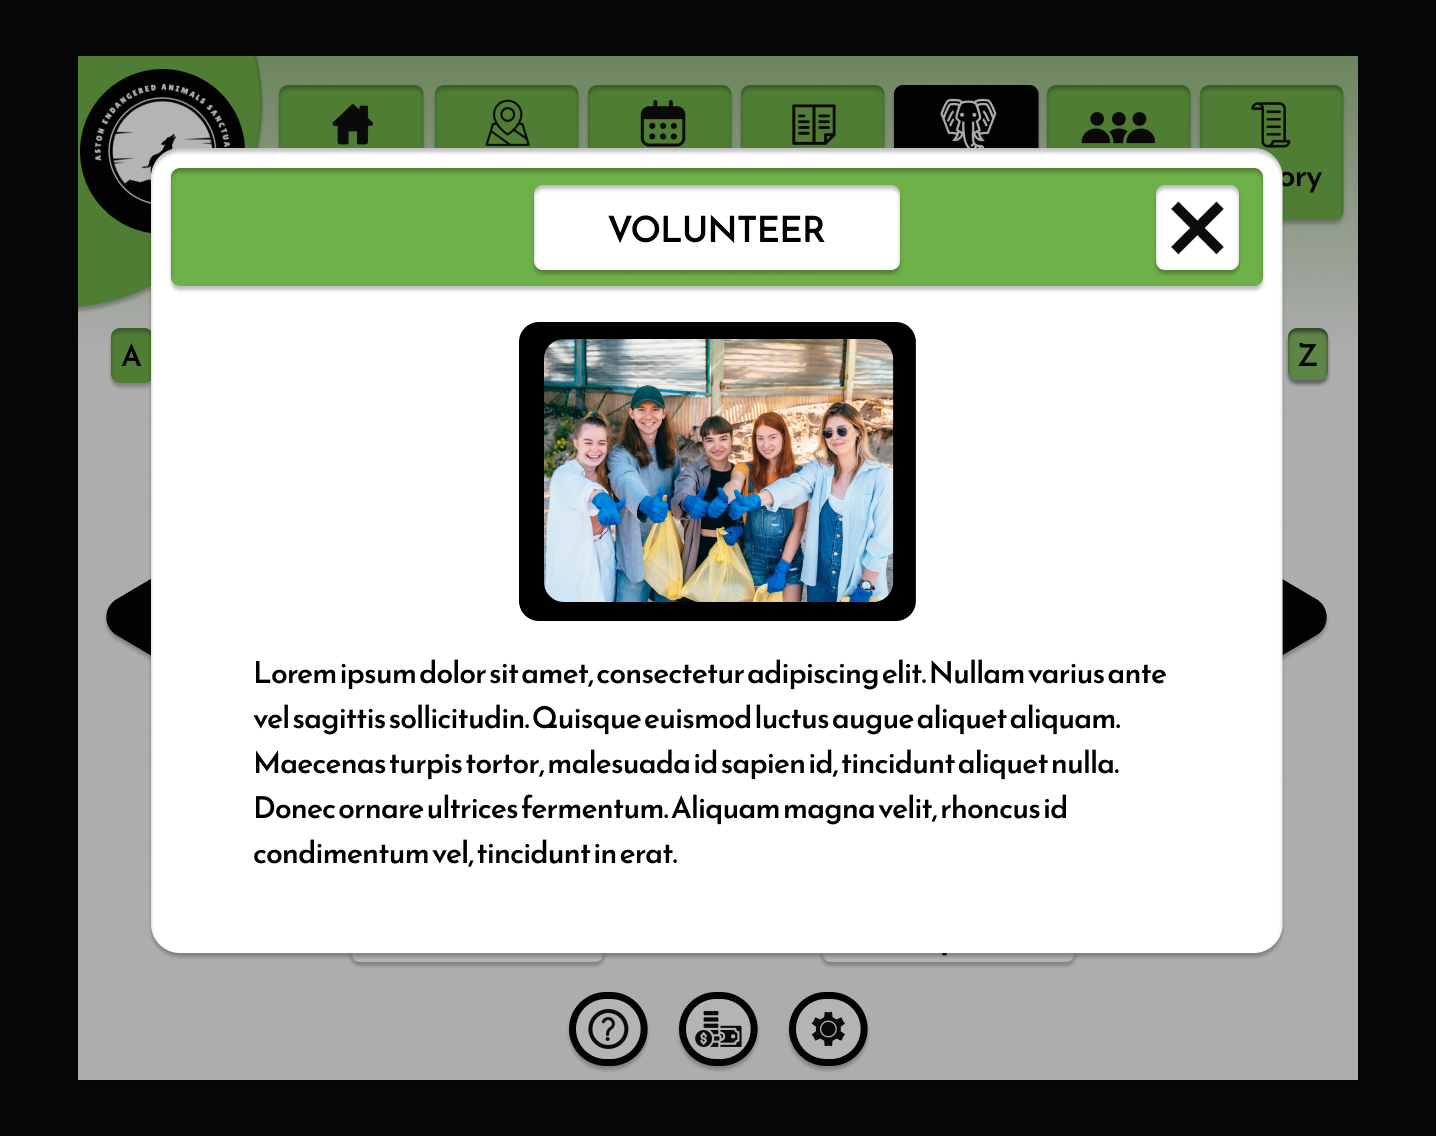 ASTON ENDANGERED ANIMALS
ory
VOLUNTEER
A
Z
Lorem ipsum dolor sit amet, consectetur adipiscing elit. Nullam varius ante
vel sagittis sollicitudin. Quisque euismod luctus augue aliquet aliquam.
Maecenas turpis tortor, malesuada id sapien id, tincidunt aliquet nulla.
Donec ornare ultrices fermentum. Aliquam magna velit, rhoncus id
condimentum vel, tincidunt in erat.
?
$
$